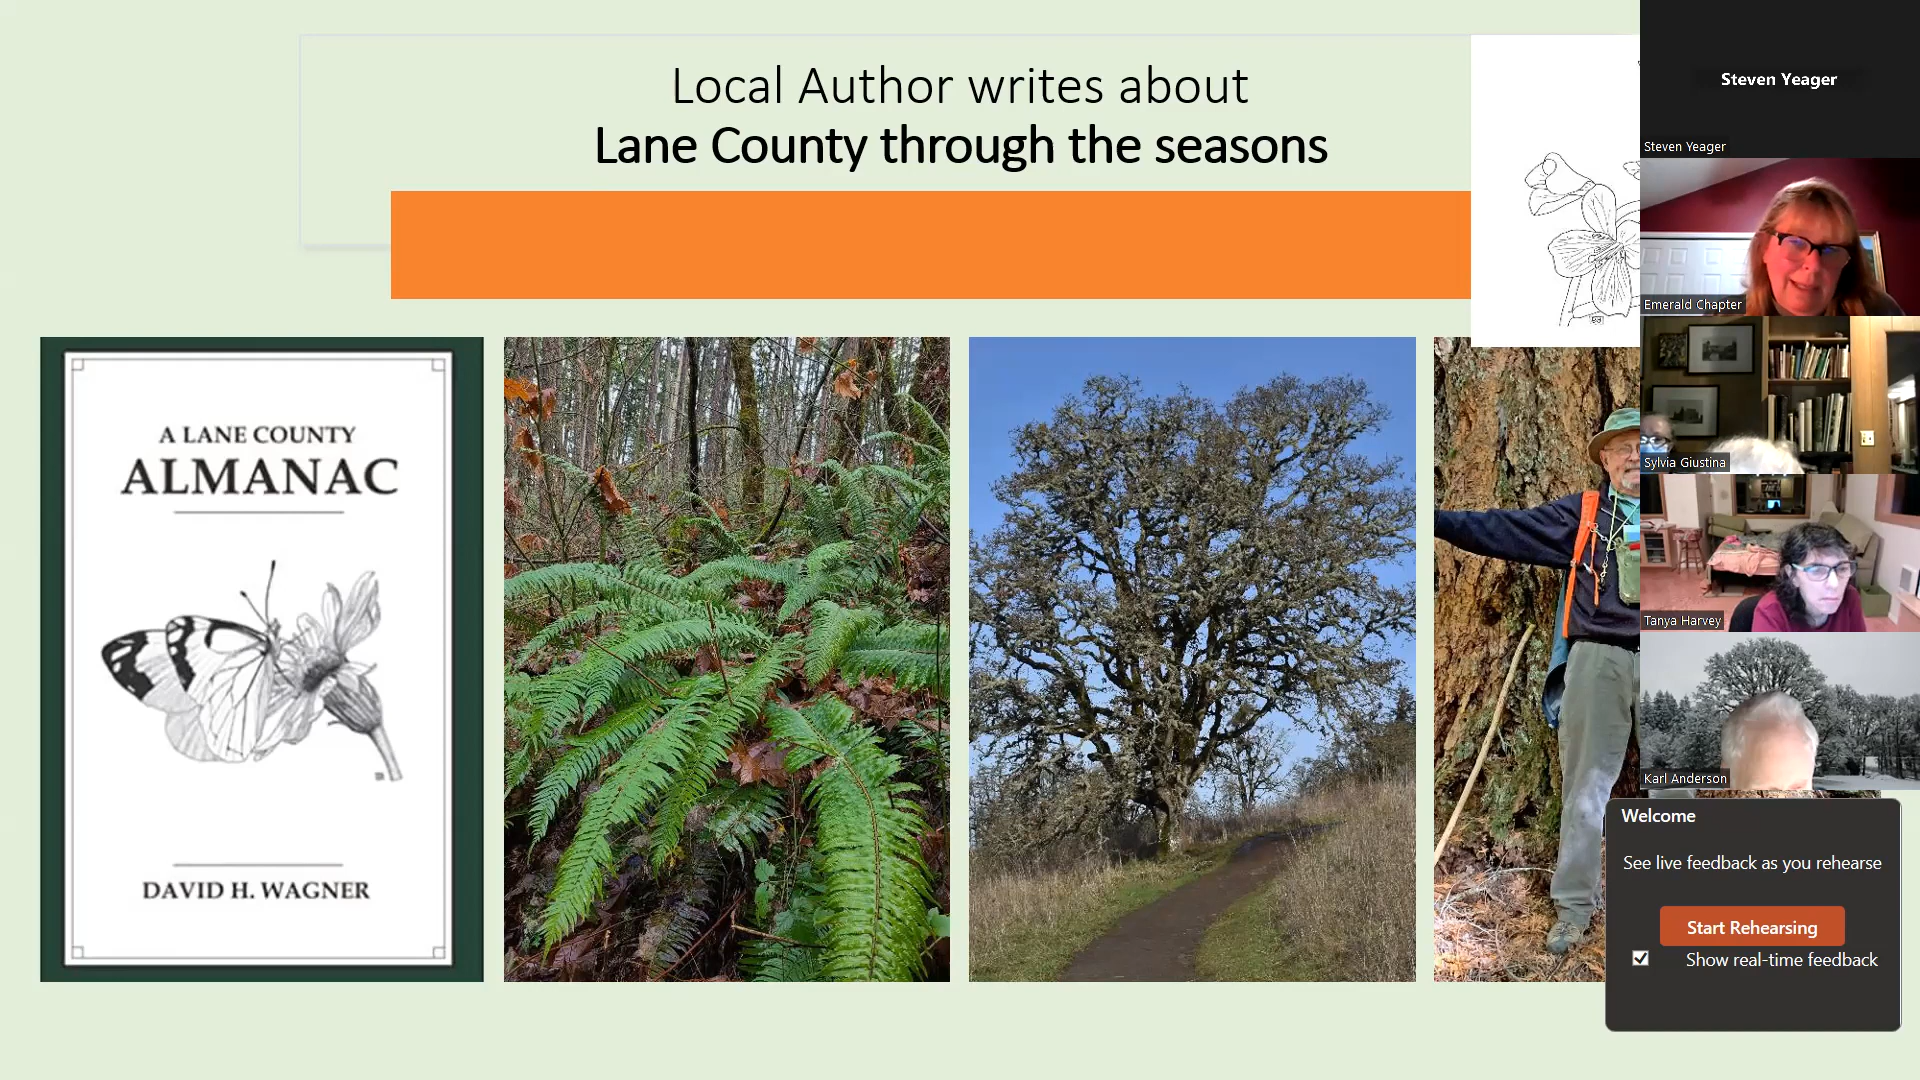 Local Author writes about
Lane County through the seasons
A LANE COUNTY
ALMANAC
DAVID H. WAGNER
Steven Yeager
Steven Yeager
Emerald Chapter
Sylvia Giustina
Tanya Harvey
Karl Anderson
Welcome
See live feedback as you rehearse
Start Rehearsing
Show real-time feedback